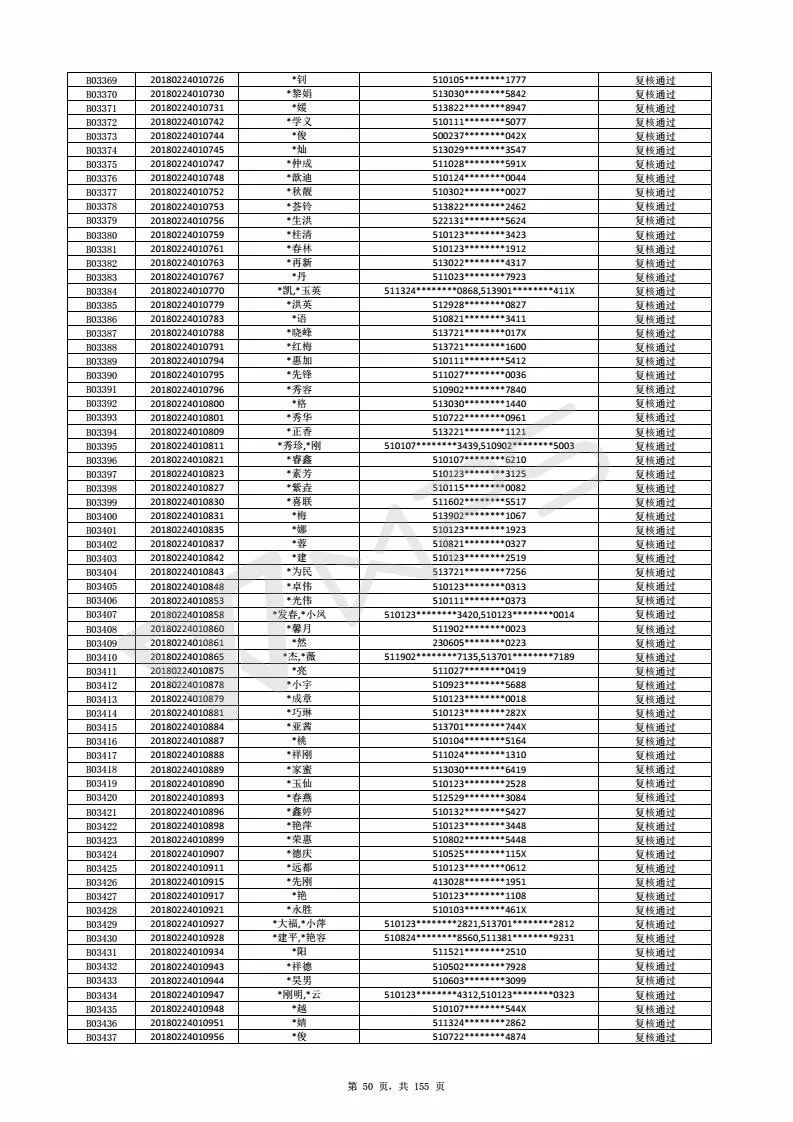 B03369 20180224010726 *钊 510105********1777 复核通过
B03370 20180224010730 *黎娟 513030********5842 复核通过
B03371 20180224010731 *媛 513822********8947 复核通过
B03372 20180224010742 *学义 510111********5077 复核通过
B03373 20180224010744 *俊 500237********042X 复核通过
B03374 20180224010745 *灿 513029********3547 复核通过
B03375 20180224010747 *仲成 511028********591X 复核通过
B03376 20180224010748 *歆迪 510124********0044 复核通过
B03377 20180224010752 *秋靓 510302********0027 复核通过
B03378 20180224010753 *荟铃 513822********2462 复核通过
B03379 20180224010756 *生洪 522131********5624 复核通过
B03380 20180224010759 *桂清 510123********3423 复核通过
B03381 20180224010761 *春林 510123********1912 复核通过
B03382 20180224010763 *再新 513022********4317 复核通过
B03383 20180224010767 *丹 511023********7923 复核通过
B03384 20180224010770 *凯,*玉英 511324********0868,513901********411X 复核通过
B03385 20180224010779 *洪英 512928********0827 复核通过
B03386 20180224010783 *语 510821********3411 复核通过
B03387 20180224010788 *晓峰 513721********017X 复核通过
B03388 20180224010791 *红梅 513721********1600 复核通过
B03389 20180224010794 *惠加 510111********5412 复核通过
B03390 20180224010795 *先锋 511027********0036 复核通过
B03391 20180224010796 *秀容 510902********7840 复核通过
B03392 20180224010800 *格 513030********1440 复核通过
B03393 20180224010801 *秀华 510722********0961 复核通过
B03394 20180224010809 *正香 513221********1121 复核通过
B03395 20180224010811 *秀珍,*刚 510107********3439,510902********5003 复核通过
B03396 20180224010821 *睿鑫 510107********6210 复核通过
B03397 20180224010823 *素芳 510123********3125 复核通过
B03398 20180224010827 *紫垚 510115********0082 复核通过
B03399 20180224010830 *喜联 511602********5517 复核通过
B03400 20180224010831 *梅 513902********1067 复核通过
B03401 20180224010835 *娜 510123********1923 复核通过
B03402 20180224010837 *蓉 510821********0327 复核通过
B03403 20180224010842 *建 510123********2519 复核通过
B03404 20180224010843 *为民 513721********7256 复核通过
B03405 20180224010848 *卓伟 510123********0313 复核通过
B03406 20180224010853 *光伟 510111********0373 复核通过
B03407 20180224010858 *发春,*小凤 510123********3420,510123********0014 复核通过
B03408 20180224010860 *馨月 511902********0023 复核通过
B03409 20180224010861 *然 230605********0223 复核通过
B03410 20180224010865 *杰,*薇 511902********7135,513701********7189 复核通过
B03411 20180224010875 *亮 511027********0419 复核通过
B03412 20180224010878 *小宇 510923********5688 复核通过
B03413 20180224010879 *成章 510123********0018 复核通过
B03414 20180224010881 *巧琳 510123********282X 复核通过
B03415 20180224010884 *亚茜 513701********744X 复核通过
B03416 20180224010887 *桃 510104********5164 复核通过
B03417 20180224010888 *祥刚 511024********1310 复核通过
B03418 20180224010889 *家蜜 513030********6419 复核通过
B03419 20180224010890 *玉仙 510123********2528 复核通过
B03420 20180224010893 *春燕 512529********3084 复核通过
B03421 20180224010896 *鑫婷 510132********5427 复核通过
B03422 20180224010898 *艳萍 510123********3448 复核通过
B03423 20180224010899 *荣惠 510802********5448 复核通过
B03424 20180224010907 *德庆 510525********115X 复核通过
B03425 20180224010911 *远都 510123********0612 复核通过
B03426 20180224010915 *先刚 413028********1951 复核通过
B03427 20180224010917 *艳 510123********1108 复核通过
B03428 20180224010921 *永胜 510103********461X 复核通过
B03429 20180224010927 *大福,*小萍 510123********2821,513701********2812 复核通过
B03430 20180224010928 *建平,*艳容 510824********8560,511381********9231 复核通过
B03431 20180224010934 *阳 511521********2510 复核通过
B03432 20180224010943 *祥德 510502********7928 复核通过
B03433 20180224010944 *昊男 510603********3099 复核通过
B03434 20180224010947 *刚明,*云 510123********4312,510123********0323 复核通过
B03435 20180224010948 *越 510107********544X 复核通过
B03436 20180224010951 *婧 511324********2862 复核通过
B03437 20180224010956 *俊 510722********4874 复核通过
WPS
第 50 页, 共 155 页